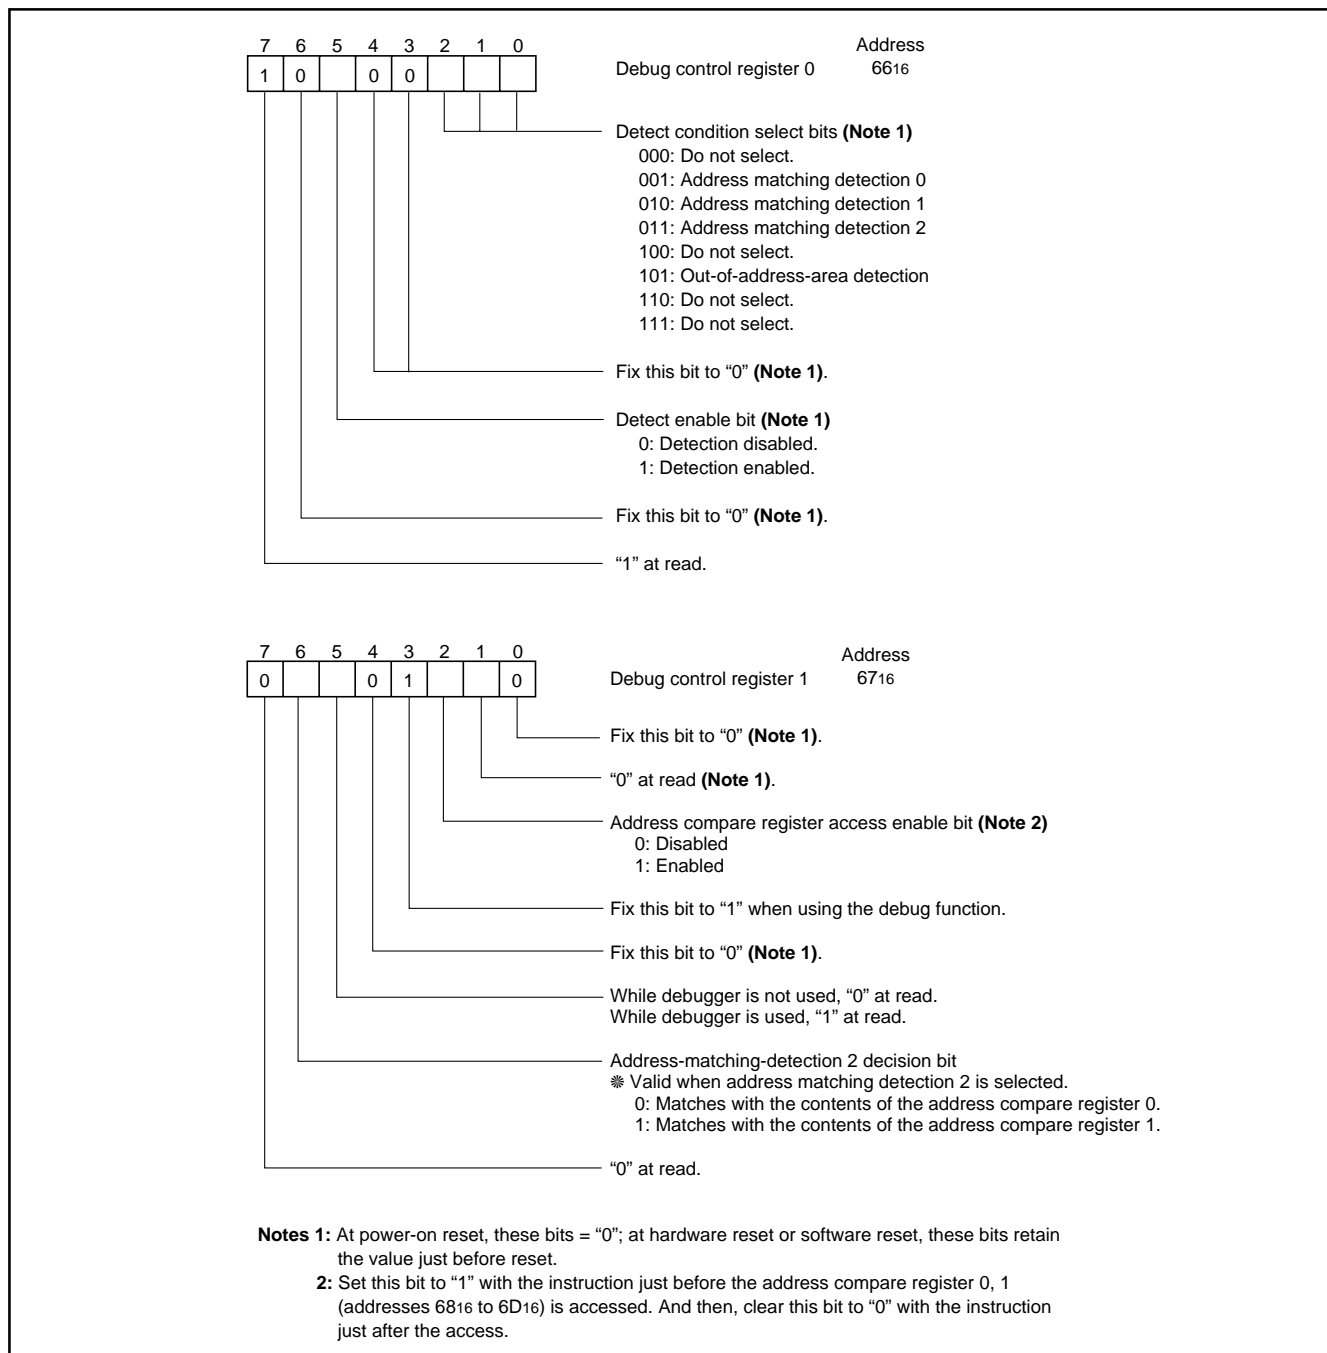 7 6 5 4 3 2 1 0
Address
1 0 0 0
Debug control register 0 6616
Detect condition select bits (Note 1)
000: Do not select.
001: Address matching detection 0
010: Address matching detection 1
011: Address matching detection 2
100: Do not select.
101: Out-of-address-area detection
110: Do not select.
111: Do not select.
Fix this bit to “0” (Note 1).
Detect enable bit (Note 1)
0: Detection disabled.
1: Detection enabled.
Fix this bit to “0” (Note 1).
“1” at read.
7 6 5 4 3 2 1 0
Address
0 0 1 0
Debug control register 1 6716
Fix this bit to “0” (Note 1).
“0” at read (Note 1).
Address compare register access enable bit (Note 2)
0: Disabled
1: Enabled
Fix this bit to “1” when using the debug function.
Fix this bit to “0” (Note 1).
While debugger is not used, “0” at read.
While debugger is used, “1” at read.
Address-matching-detection 2 decision bit
❋ Valid when address matching detection 2 is selected.
0: Matches with the contents of the address compare register 0.
1: Matches with the contents of the address compare register 1.
“0” at read.
Notes 1: At power-on reset, these bits = “0”; at hardware reset or software reset, these bits retain
the value just before reset.
2: Set this bit to “1” with the instruction just before the address compare register 0, 1
(addresses 6816 to 6D16) is accessed. And then, clear this bit to “0” with the instruction
just after the access.